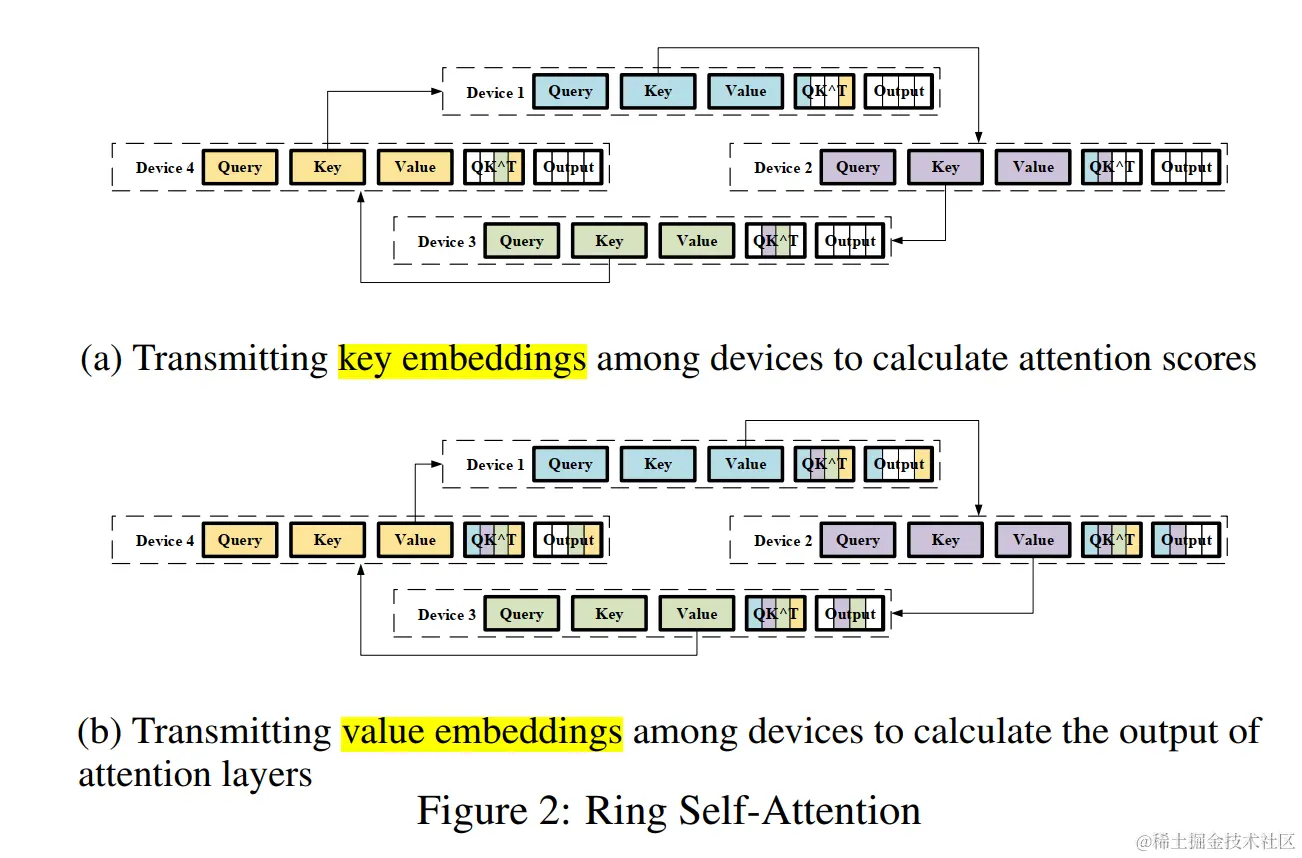 Device 1 Query Key Value QK^T Output
Device 4 Query Key Value QK^T Output
Device 2 Query Key Value QK^T Output
Device 3 Query Key Value QK^T Output
(a) Transmitting key embeddings among devices to calculate attention scores
Device 1 Query Key Value QK^T Output
Device 4 Query Key Value QK^T Output
Device 2 Query Key Value QK^T Output
Device 3 Query Key Value QK^T Output
(b) Transmitting value embeddings among devices to calculate the output of
attention layers
Figure 2: Ring Self-Attention
@稀土掘金技术社区